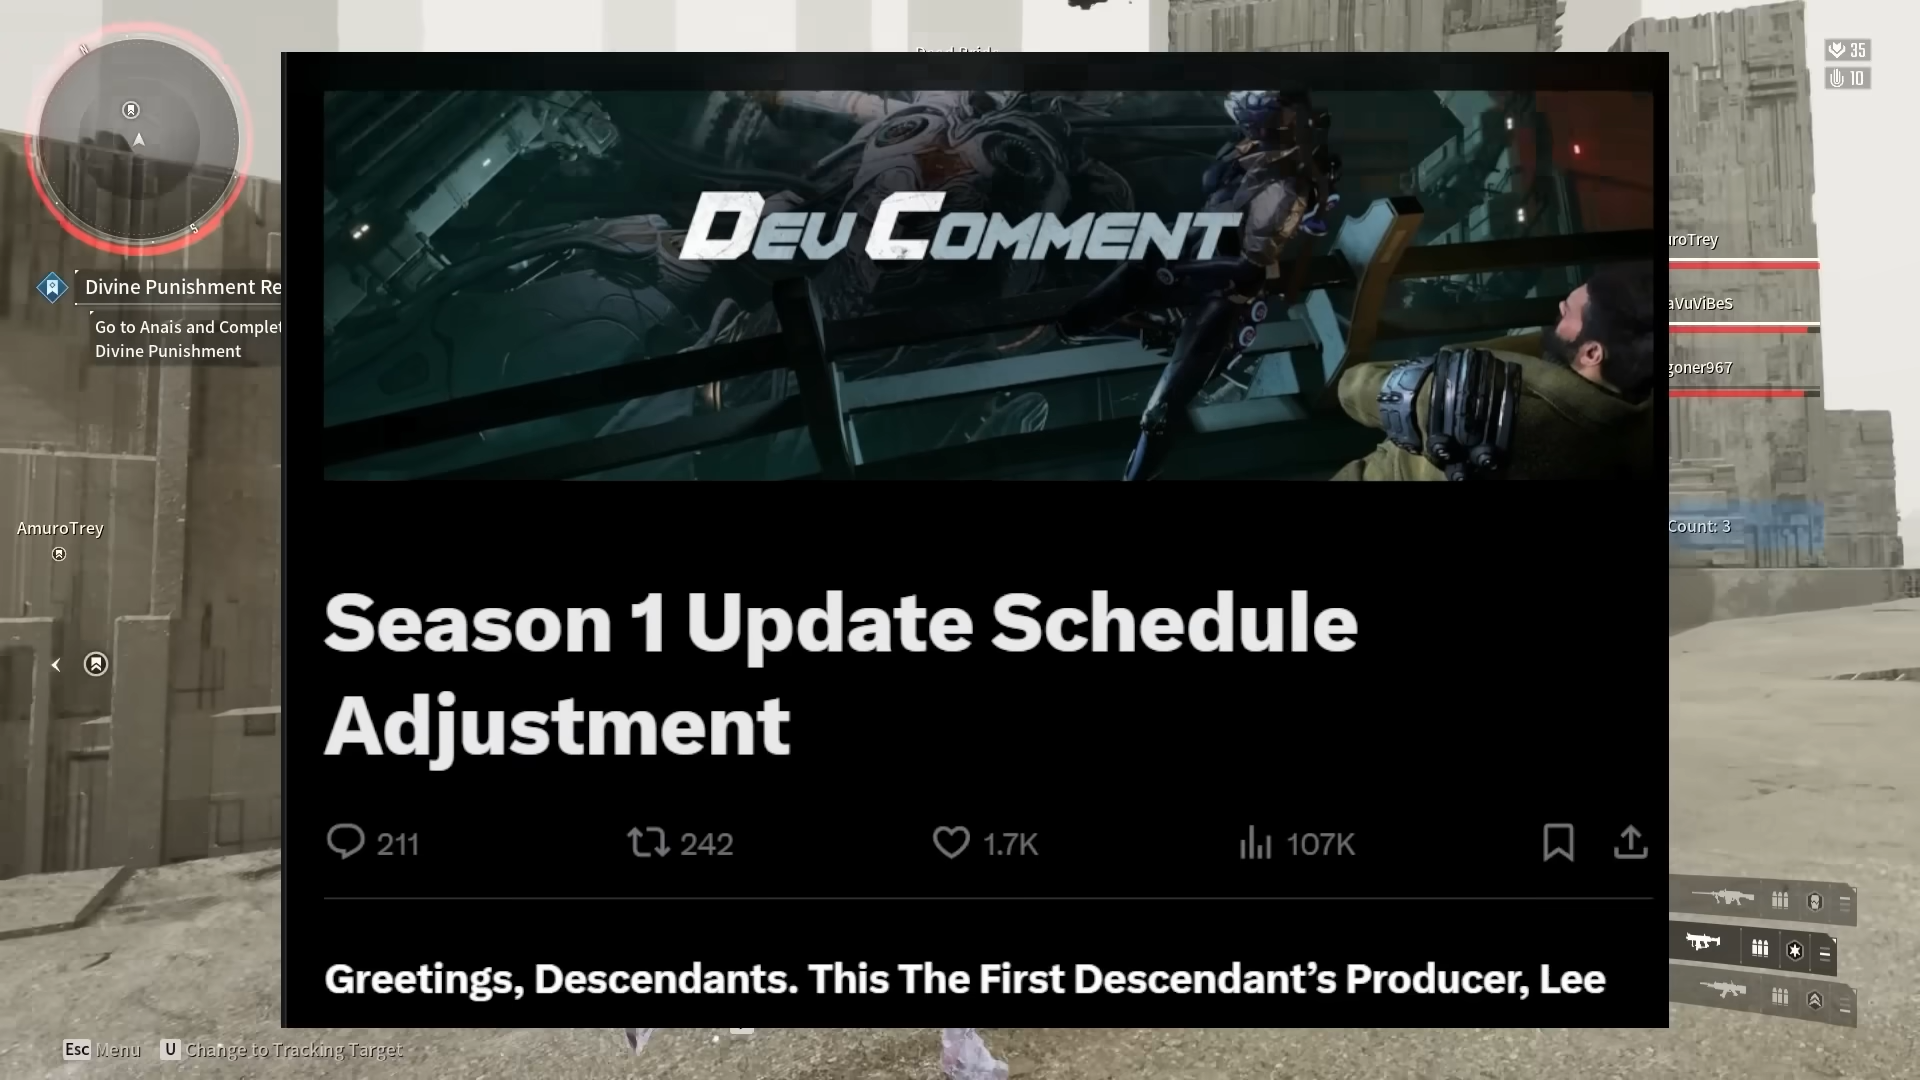 N
S
35
10
Divine Punishment Re
Go to Anais and Complet
Divine Punishment
DEV COMMENT
uroTrey
aVuViBeS
goner967
AmuroTrey
Count: 3
Season 1 Update Schedule
Adjustment
211 242 1.7K 107K
Greetings, Descendants. This The First Descendant’s Producer, Lee
Esc Menu U Change to Tracking Target